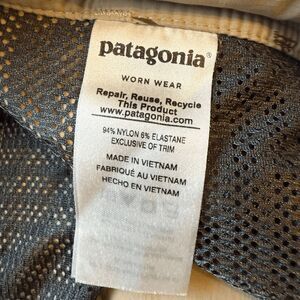 patagonia®
WORN WEAR
Repair, Reuse, Recycle
This Product
www.patagonia.com
94% NYLON 6% ELASTANE
EXCLUSIVE OF TRIM
MADE IN VIETNAM
FABRIQUÉ AU VIETNAM
HECHO EN VIETNAM